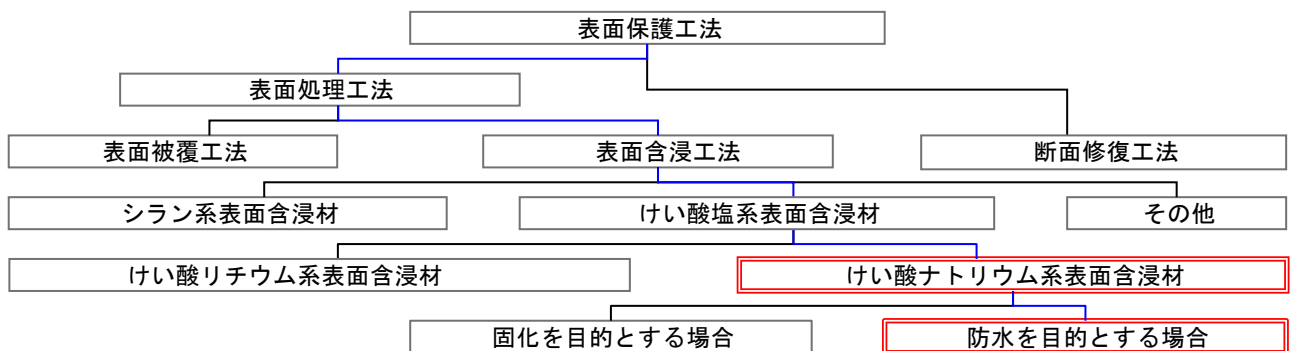 表面保護工法
表面処理工法
表面被覆工法 表面含浸工法 断面修復工法
シラン系表面含浸材 けい酸塩系表面含浸材 その他
けい酸リチウム系表面含浸材 けい酸ナトリウム系表面含浸材
固化を目的とする場合 防水を目的とする場合